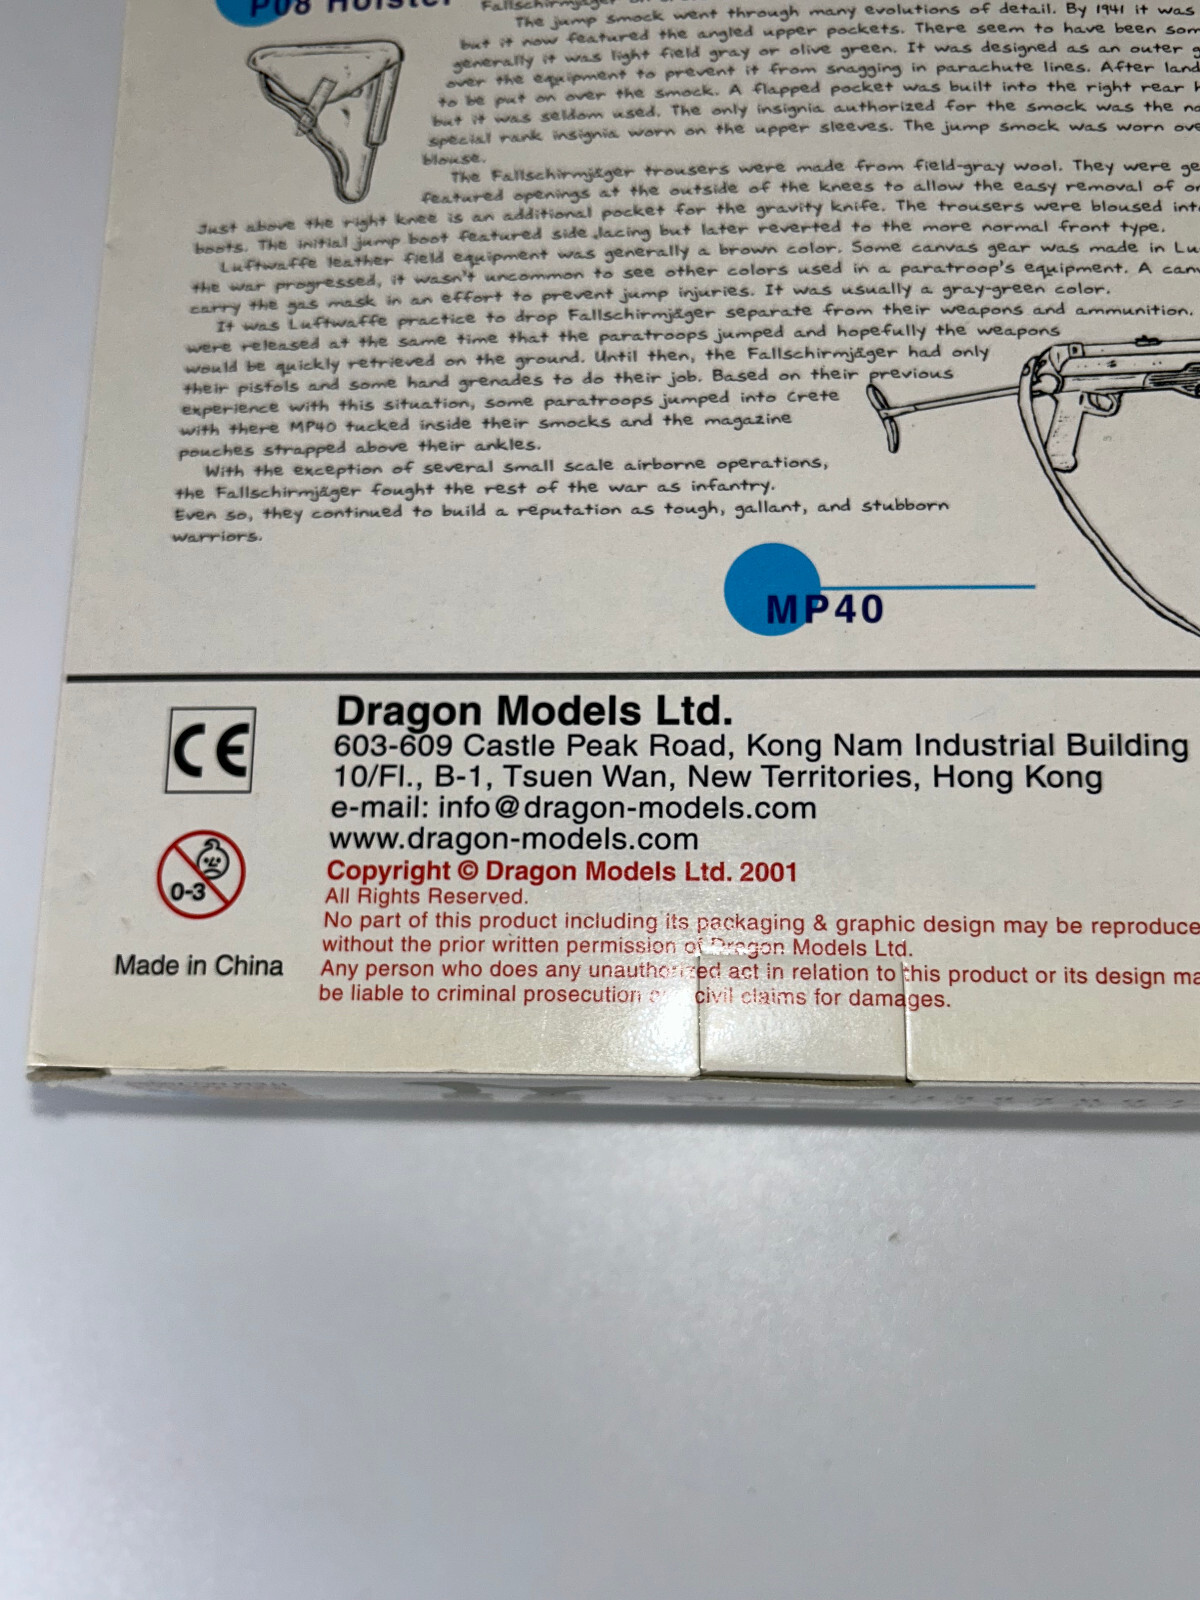 P08 Holster
The jump smock went through many evolutions of detail. By 1941 it was
but it now featured the angled upper pockets. There seem to have been som
generally it was light field gray or olive green. It was designed as an outer g
over the equipment to prevent it from snagging in parachute lines. After land
to be put on over the smock. A flapped pocket was built into the right rear h
but it was seldom used. The only insignia authorized for the smock was the na
special rank insignia worn on the upper sleeves. The jump smock was worn ove
blouse.
The Fallschirmjäger trousers were made from field-gray wool. They were ge
featured openings at the outside of the knees to allow the easy removal of
Just above the right knee is an additional pocket for the gravity knife. The trousers were bloused int
boots. The initial jump boot featured side lacing but later reverted to the more normal front type.
Luftwaffe leather field equipment was generally a brown color. Some canvas gear was made in Lu
the war progressed, it wasn't uncommon to see other colors used in a paratroop's equipment. A canv
carry the gas mask in an effort to prevent jump injuries. It was usually a gray-green color.
It was Luftwaffe practice to drop Fallschirmjäger separate from their weapons and ammunition.
were released at the same time that the paratroops jumped and hopefully the weapons
would be quickly retrieved on the ground. Until then, the Fallschirmjäger had only
their pistols and some hand grenades to do their job. Based on their previous
experience with this situation, some paratroops jumped into Crete
with there MP40 tucked inside their smocks and the magazine
pouches strapped above their ankles.
With the exception of several small scale airborne operations,
the Fallschirmjäger fought the rest of the war as infantry.
Even so, they continued to build a reputation as tough, gallant, and stubborn
warriors.
MP40
CE
Dragon Models Ltd.
603-609 Castle Peak Road, Kong Nam Industrial Building
10/Fl., B-1, Tsuen Wan, New Territories, Hong Kong
e-mail: info@dragon-models.com
www.dragon-models.com
0-3
Copyright © Dragon Models Ltd. 2001
All Rights Reserved.
No part of this product including its packaging & graphic design may be reproduce
without the prior written permission of Dragon Models Ltd.
Made in China
Any person who does any unauthorized act in relation to this product or its design ma
be liable to criminal prosecution civil claims for damages.